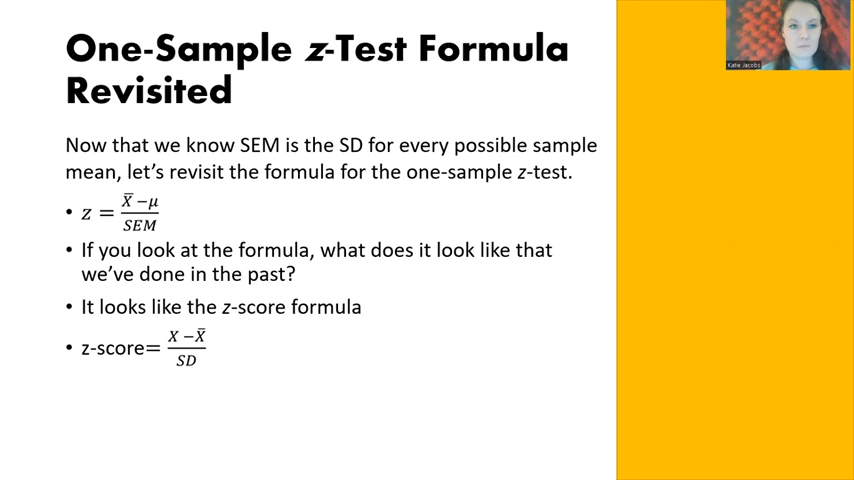 One-Sample z-Test Formula
Revisited
Katie Jacobs
Now that we know SEM is the SD for every possible sample
mean, let's revisit the formula for the one-sample z-test.
• z = X̅ − μ / SEM
• If you look at the formula, what does it look like that
we've done in the past?
• It looks like the z-score formula
• z-score= X − X̅ / SD